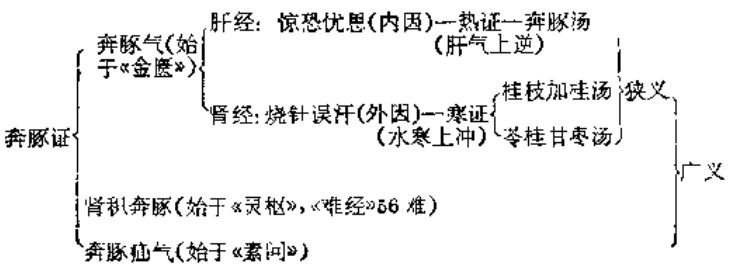 肝经：惊恐忧思(内因)—热证—奔豚汤
奔豚气(始
(肝气上逆)
于《金匮》)
桂枝加桂汤
狭义
肾经：烧针误汗(外因)—寒证
奔豚证
(水寒上冲)
苓桂甘枣汤
广义
肾积奔豚(始于《灵枢》，《难经》56难)
奔豚疝气(始于《素问》)